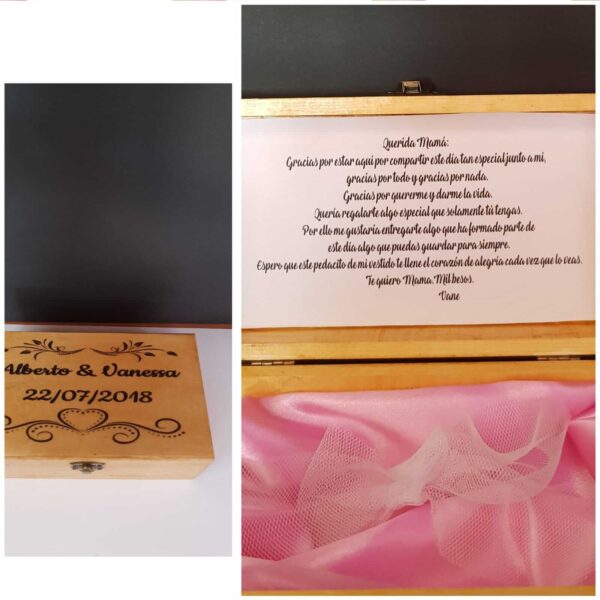 Alberto & Vanessa
22/07/2018
Querida Mamá:
Gracias por estar aquí por compartir este día tan especial junto a mi,
gracias por todo y gracias por nada.
Gracias por quererme y darme la vida.
Quería regalarte algo especial que solamente tú tengas.
Por ello me gustaría entregarte algo que ha formado parte de
este día algo que puedas guardar para siempre.
Espero que este pedacito de mi vestido te llene el corazón de alegría cada vez que lo veas.
Te quiero Mama. Mil besos.
Vane